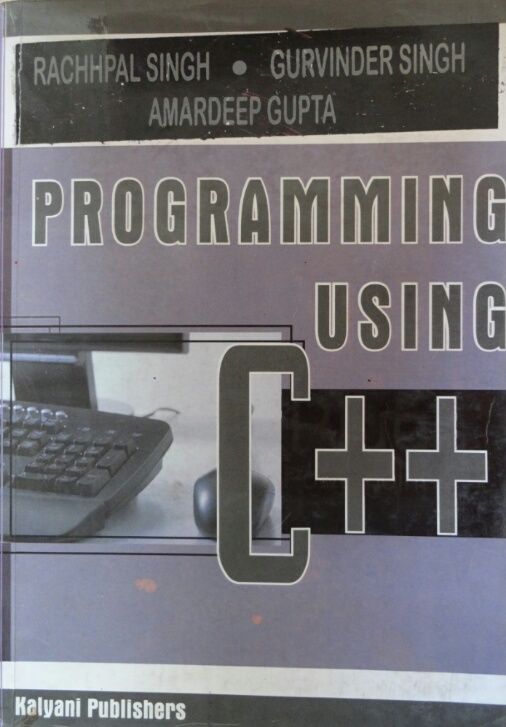 RACHHPAL SINGH • GURVINDER SINGH
AMARDEEP GUPTA
PROGRAMMING
USING
C++
Kalyani Publishers